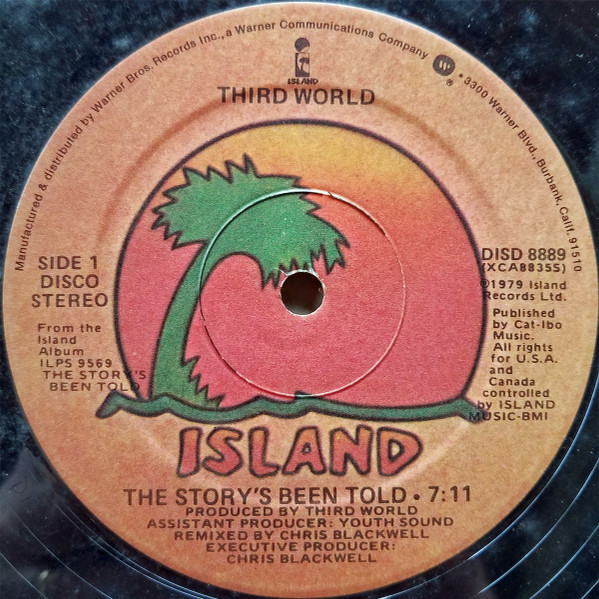 Manufactured & distributed by Warner Bros. Records Inc., a Warner Communications Company
W ® • 3300 Warner Blvd., Burbank, Calif. 91510
ISLAND
THIRD WORLD
SIDE 1
DISCO
STEREO
From the
Island
Album
ILPS 9569
THE STORY'S
BEEN TOLD
DISD 8889
(XCA8835S)
©1979 Island
Records Ltd.
Published
by Cat-Ibo
Music.
All rights
for U.S.A.
and
Canada
controlled
by ISLAND
MUSIC-BMI
ISLAND
THE STORY'S BEEN TOLD • 7:11
PRODUCED BY THIRD WORLD
ASSISTANT PRODUCER: YOUTH SOUND
REMIXED BY CHRIS BLACKWELL
EXECUTIVE PRODUCER:
CHRIS BLACKWELL